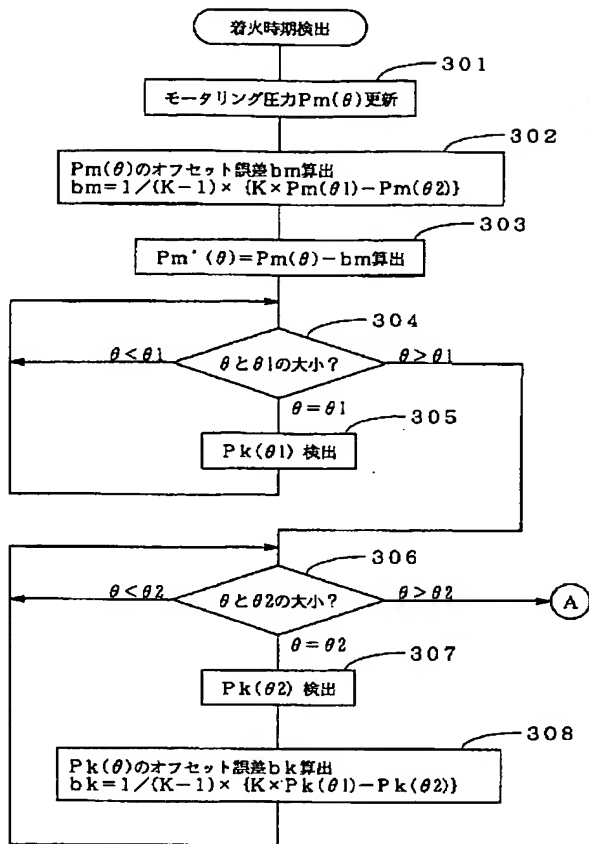 着火時期検出
301
モータリング圧力Pm(θ)更新
302
Pm(θ)のオフセット誤差bm算出
bm=1/(K-1)× {K×Pm(θ1)-Pm(θ2)}
303
Pm'(θ)=Pm(θ)-bm算出
304
θ<θ1
θとθ1の大小?
θ>θ1
θ=θ1
305
Pk(θ1) 検出
306
θ<θ2
θとθ2の大小?
θ>θ2
A
θ=θ2
307
Pk(θ2) 検出
308
Pk(θ)のオフセット誤差bk算出
bk=1/(K-1)× {K×Pk(θ1)-Pk(θ2)}